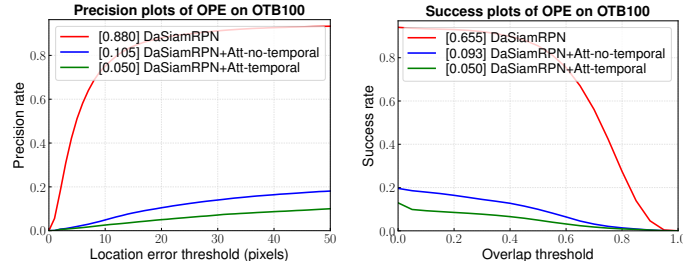 Precision plots of OPE on OTB100
[0.880] DaSiamRPN
[0.105] DaSiamRPN+Att-no-temporal
[0.050] DaSiamRPN+Att-temporal
Precision rate
0.8
0.6
0.4
0.2
0.0
0 10 20 30 40 50
Location error threshold (pixels)
Success plots of OPE on OTB100
[0.655] DaSiamRPN
[0.093] DaSiamRPN+Att-no-temporal
[0.050] DaSiamRPN+Att-temporal
Success rate
0.8
0.6
0.4
0.2
0.0
0.0 0.2 0.4 0.6 0.8 1.0
Overlap threshold